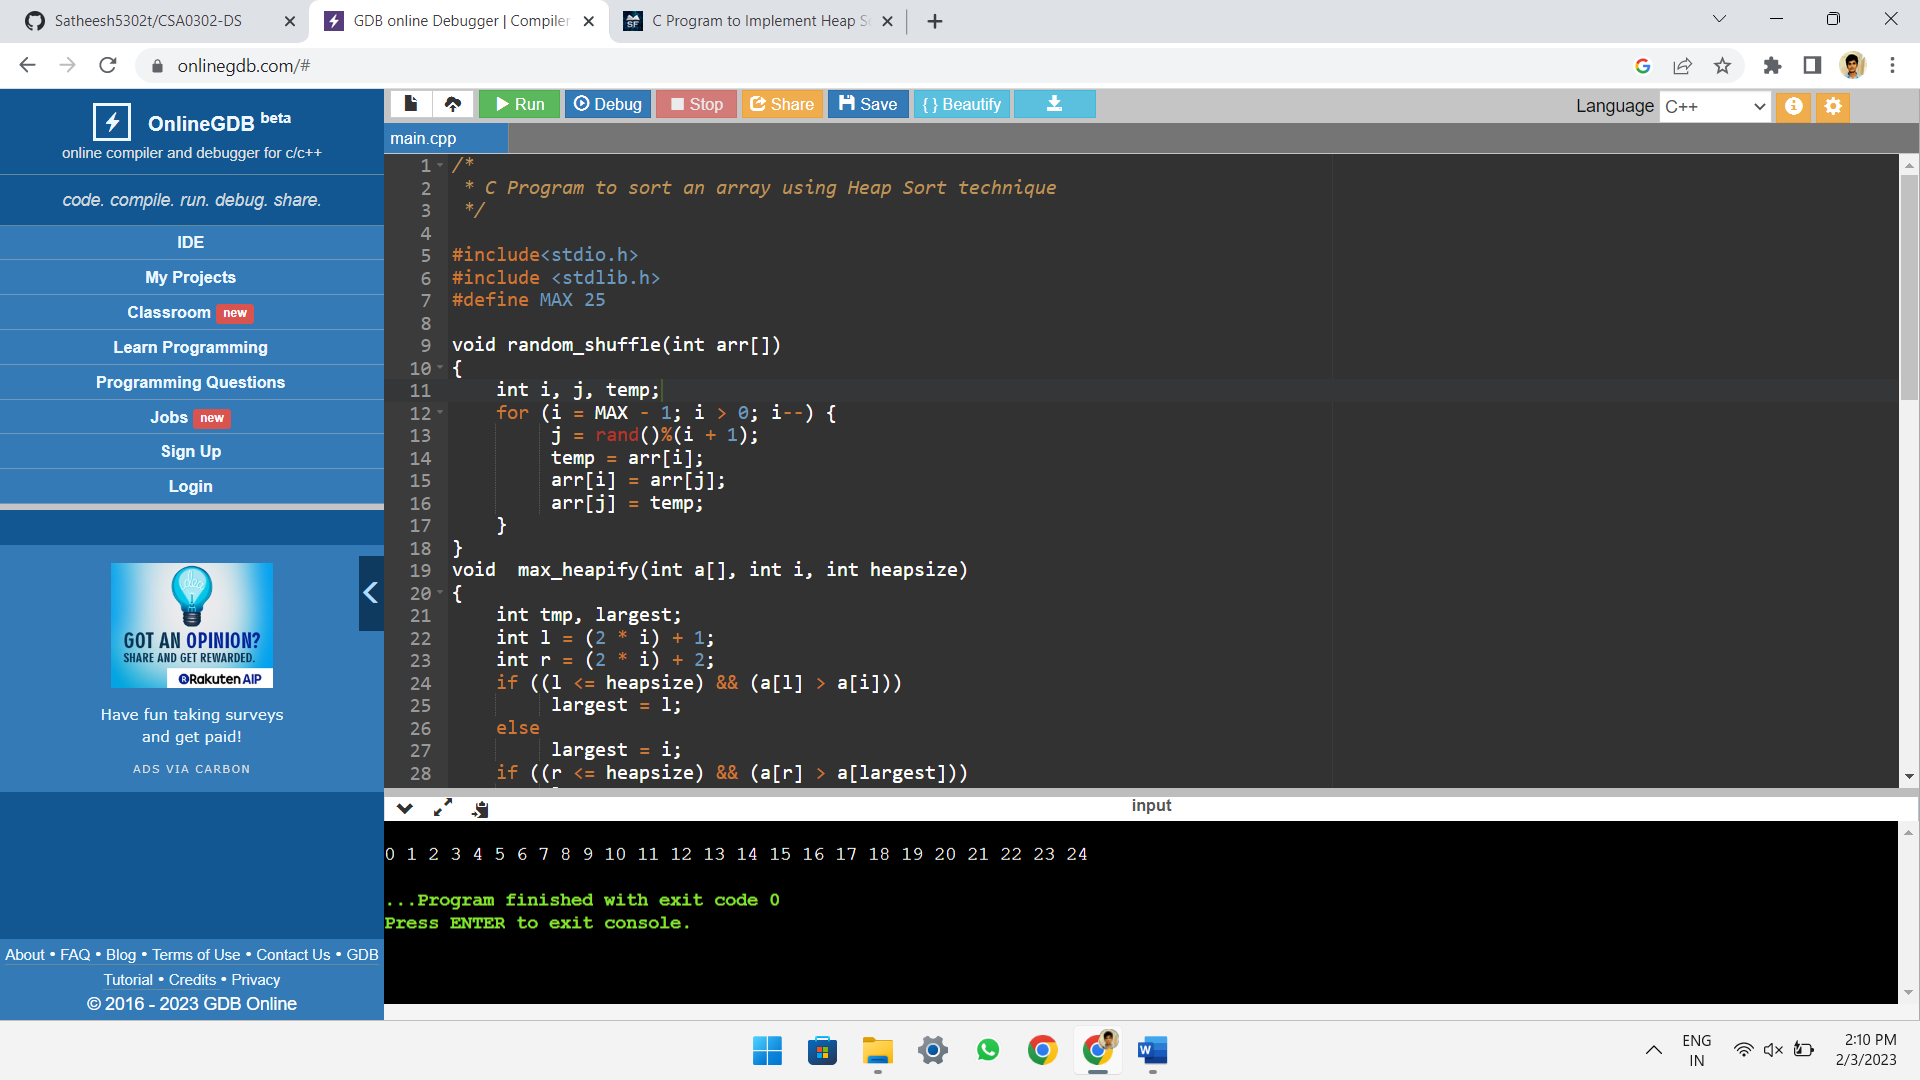 Satheesh5302t/CSA0302-DS
GDB online Debugger | Compiler
C Program to Implement Heap S
onlinegdb.com/#
OnlineGDB beta
online compiler and debugger for c/c++
code. compile. run. debug. share.
IDE
My Projects
Classroom new
Learn Programming
Programming Questions
Jobs new
Sign Up
Login
GOT AN OPINION?
SHARE AND GET REWARDED.
Rakuten AIP
Have fun taking surveys
and get paid!
ADS VIA CARBON
About • FAQ • Blog • Terms of Use • Contact Us • GDB
Tutorial • Credits • Privacy
© 2016 - 2023 GDB Online
Run Debug Stop Share Save {} Beautify
Language C++
main.cpp
1 /*
2 * C Program to sort an array using Heap Sort technique
3 */
4
5 #include<stdio.h>
6 #include <stdlib.h>
7 #define MAX 25
8
9 void random_shuffle(int arr[])
10 {
11 int i, j, temp;
12 for (i = MAX - 1; i > 0; i--) {
13 j = rand()%(i + 1);
14 temp = arr[i];
15 arr[i] = arr[j];
16 arr[j] = temp;
17 }
18 }
19 void max_heapify(int a[], int i, int heapsize)
20 {
21 int tmp, largest;
22 int l = (2 * i) + 1;
23 int r = (2 * i) + 2;
24 if ((l <= heapsize) && (a[l] > a[i]))
25 largest = l;
26 else
27 largest = i;
28 if ((r <= heapsize) && (a[r] > a[largest]))
input
0 1 2 3 4 5 6 7 8 9 10 11 12 13 14 15 16 17 18 19 20 21 22 23 24
...Program finished with exit code 0
Press ENTER to exit console.
ENG
IN
2:10 PM
2/3/2023